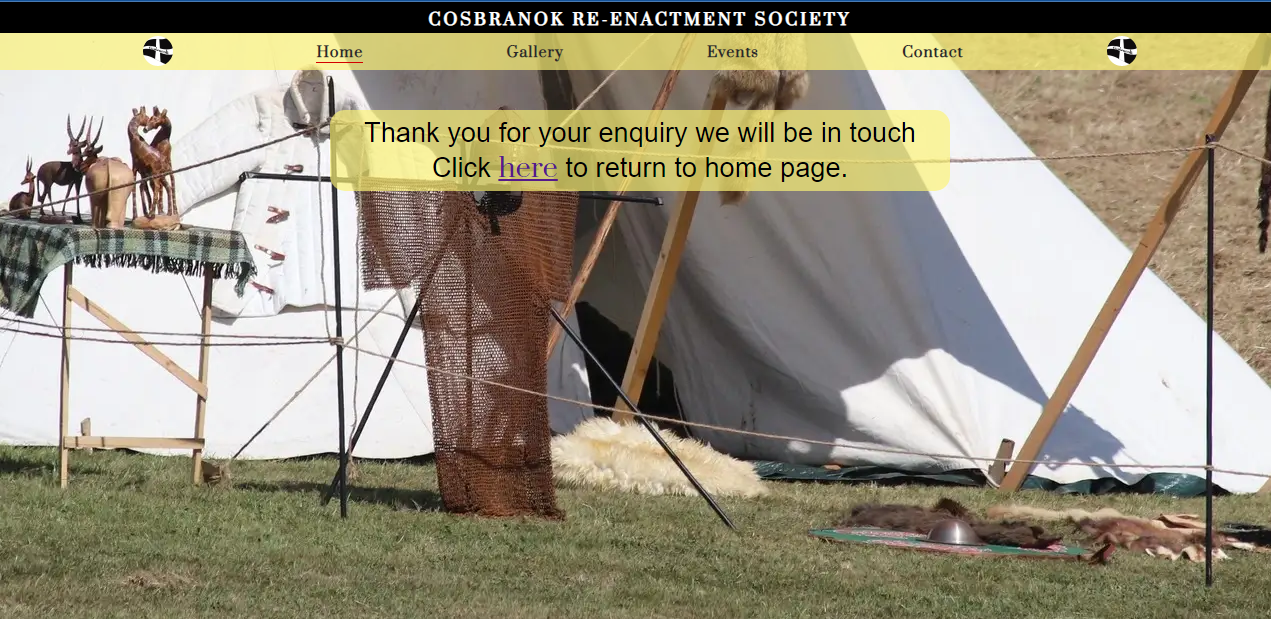 COSBRANOK RE-ENACTMENT SOCIETY
Home Gallery Events Contact
Thank you for your enquiry we will be in touch
Click here to return to home page.